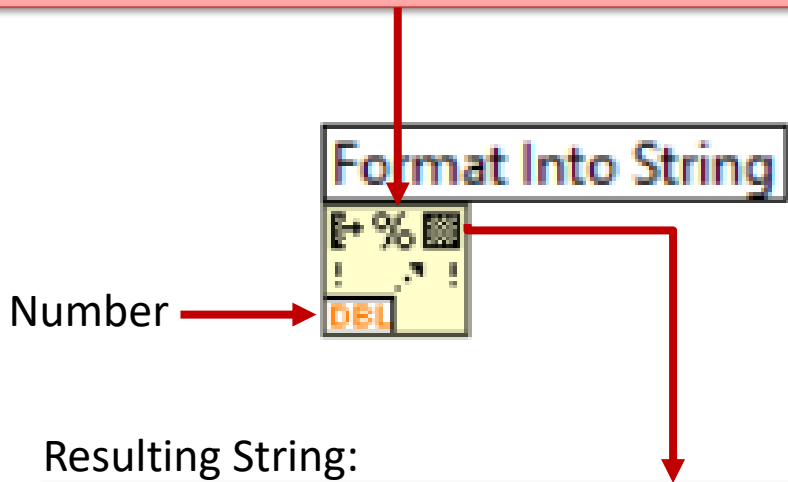 Format Into String
%
! !
Number
DBL
Resulting String: